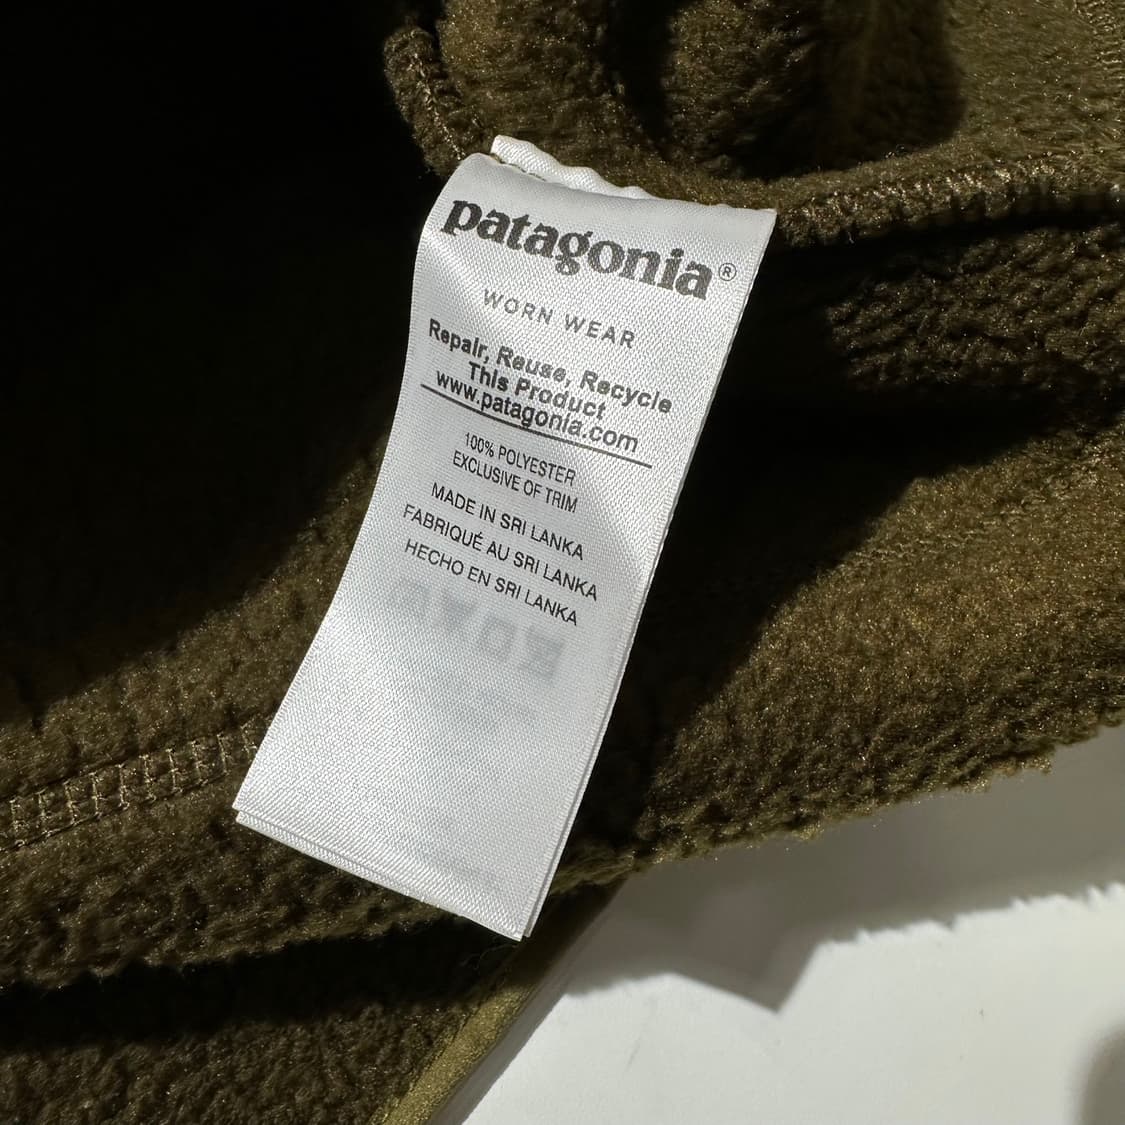 patagonia®
WORN WEAR
Repair, Reuse, Recycle
This Product
www.patagonia.com
100% POLYESTER
EXCLUSIVE OF TRIM
MADE IN SRI LANKA
FABRIQUÉ AU SRI LANKA
HECHO EN SRI LANKA